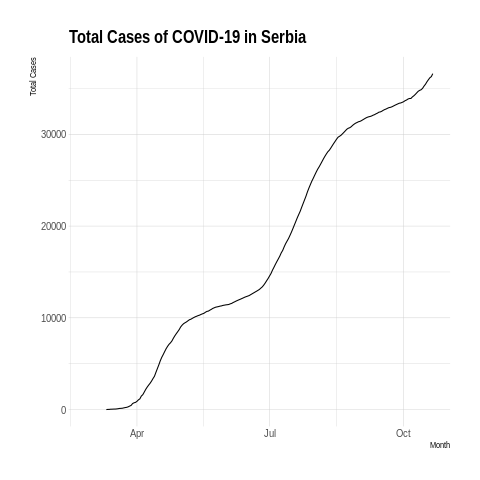 Total Cases of COVID-19 in Serbia
Total Cases
30000
20000
10000
0
Apr
Jul
Oct
Month